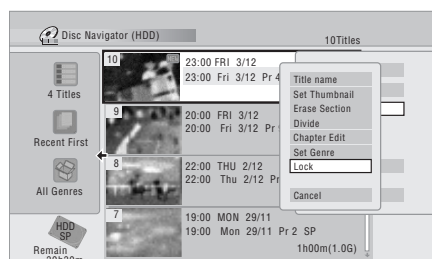 Disc Navigator (HDD)
10Titles
4 Titles
Recent First
All Genres
HDD
SP
Remain
10
NEW
23:00 FRI 3/12
23:00 Fri 3/12 Pr 4
9
20:00 FRI 3/12
20:00 Fri 3/12 Pr
8
22:00 THU 2/12
22:00 Thu 2/12 Pr
7
19:00 MON 29/11
19:00 Mon 29/11 Pr 2 SP
1h00m(1.0G)
Title name
Set Thumbnail
Erase Section
Divide
Chapter Edit
Set Genre
Lock
Cancel